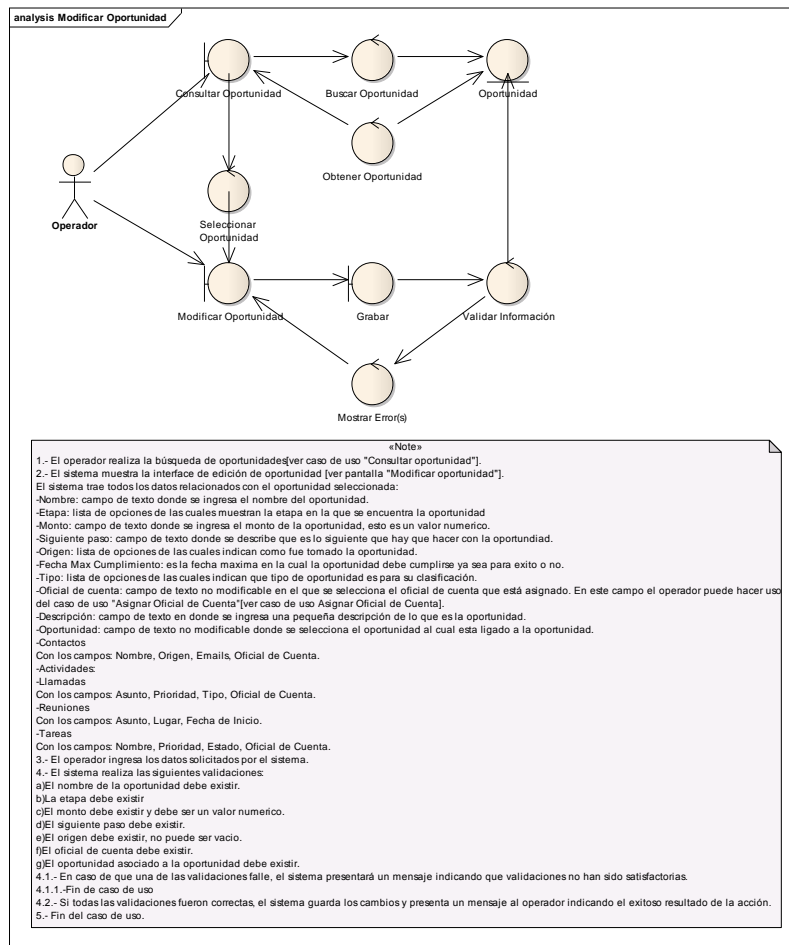 analysis Modificar Oportunidad
Consultar Oportunidad
Buscar Oportunidad
Oportunidad
Obtener Oportunidad
Operador
Seleccionar
Oportunidad
Modificar Oportunidad
Grabar
Validar Información
Mostrar Error(s)
«Note»
1.- El operador realiza la búsqueda de oportunidades[ver caso de uso "Consultar oportunidad"].
2.- El sistema muestra la interface de edición de oportunidad [ver pantalla "Modificar oportunidad"].
El sistema trae todos los datos relacionados con el oportunidad seleccionada:
-Nombre: campo de texto donde se ingresa el nombre del oportunidad.
-Etapa: lista de opciones de las cuales muestran la etapa en la que se encuentra la oportunidad
-Monto: campo de texto donde se ingresa el monto de la oportunidad, esto es un valor numerico.
-Siguiente paso: campo de texto donde se describe que es lo siguiente que hay que hacer con la oportundiad.
-Origen: lista de opciones de las cuales indican como fue tomado la oportunidad.
-Fecha Max Cumplimiento: es la fecha maxima en la cual la oportunidad debe cumplirse ya sea para exito o no.
-Tipo: lista de opciones de las cuales indican que tipo de oportunidad es para su clasificación.
-Oficial de cuenta: campo de texto no modificable en el que se selecciona el oficial de cuenta que está asignado. En este campo el operador puede hacer uso
del caso de uso "Asignar Oficial de Cuenta"[ver caso de uso Asignar Oficial de Cuenta].
-Descripción: campo de texto en donde se ingresa una pequeña descripción de lo que es la oportunidad.
-Oportunidad: campo de texto no modificable donde se selecciona el oportunidad al cual esta ligado a la oportunidad.
-Contactos
Con los campos: Nombre, Origen, Emails, Oficial de Cuenta.
-Actividades:
-Llamadas
Con los campos: Asunto, Prioridad, Tipo, Oficial de Cuenta.
-Reuniones
Con los campos: Asunto, Lugar, Fecha de Inicio.
-Tareas
Con los campos: Nombre, Prioridad, Estado, Oficial de Cuenta.
3.- El operador ingresa los datos solicitados por el sistema.
4.- El sistema realiza las siguientes validaciones:
a)El nombre de la oportunidad debe existir.
b)La etapa debe existir
c)El monto debe existir y debe ser un valor numerico.
d)El siguiente paso debe existir.
e)El origen debe existir, no puede ser vacio.
f)El oficial de cuenta debe existir.
g)El oportunidad asociado a la oportunidad debe existir.
4.1.- En caso de que una de las validaciones falle, el sistema presentará un mensaje indicando que validaciones no han sido satisfactorias.
4.1.1.-Fin de caso de uso
4.2.- Si todas las validaciones fueron correctas, el sistema guarda los cambios y presenta un mensaje al operador indicando el exitoso resultado de la acción.
5.- Fin del caso de uso.